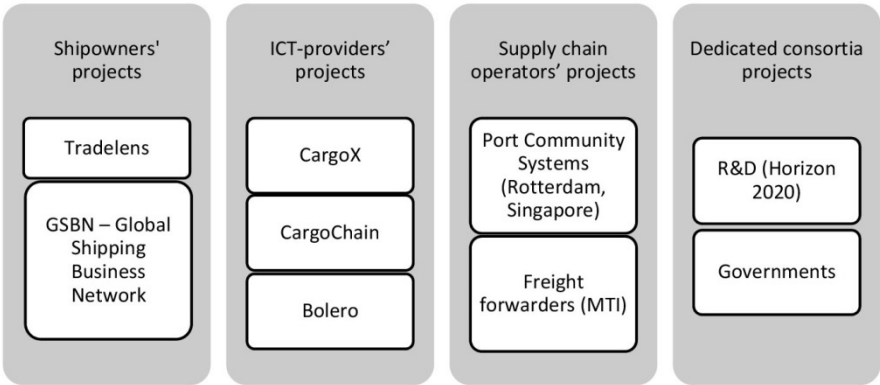 Shipowners'
projects
Tradelens
GSBN – Global
Shipping
Business
Network
ICT-providers’
projects
CargoX
CargoChain
Bolero
Supply chain
operators’ projects
Port Community
Systems
(Rotterdam,
Singapore)
Freight
forwarders (MTI)
Dedicated consortia
projects
R&D (Horizon
2020)
Governments